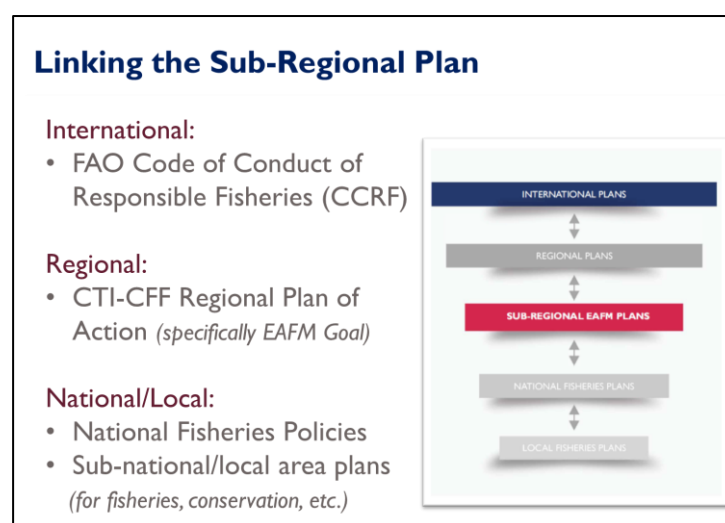 Linking the Sub-Regional Plan
International:
• FAO Code of Conduct of
Responsible Fisheries (CCRF)
Regional:
• CTI-CFF Regional Plan of
Action (specifically EAFM Goal)
National/Local:
• National Fisheries Policies
• Sub-national/local area plans
(for fisheries, conservation, etc.)
INTERNATIONAL PLANS
REGIONAL PLANS
SUB-REGIONAL EAFM PLANS
NATIONAL FISHERIES PLANS
LOCAL FISHERIES PLANS